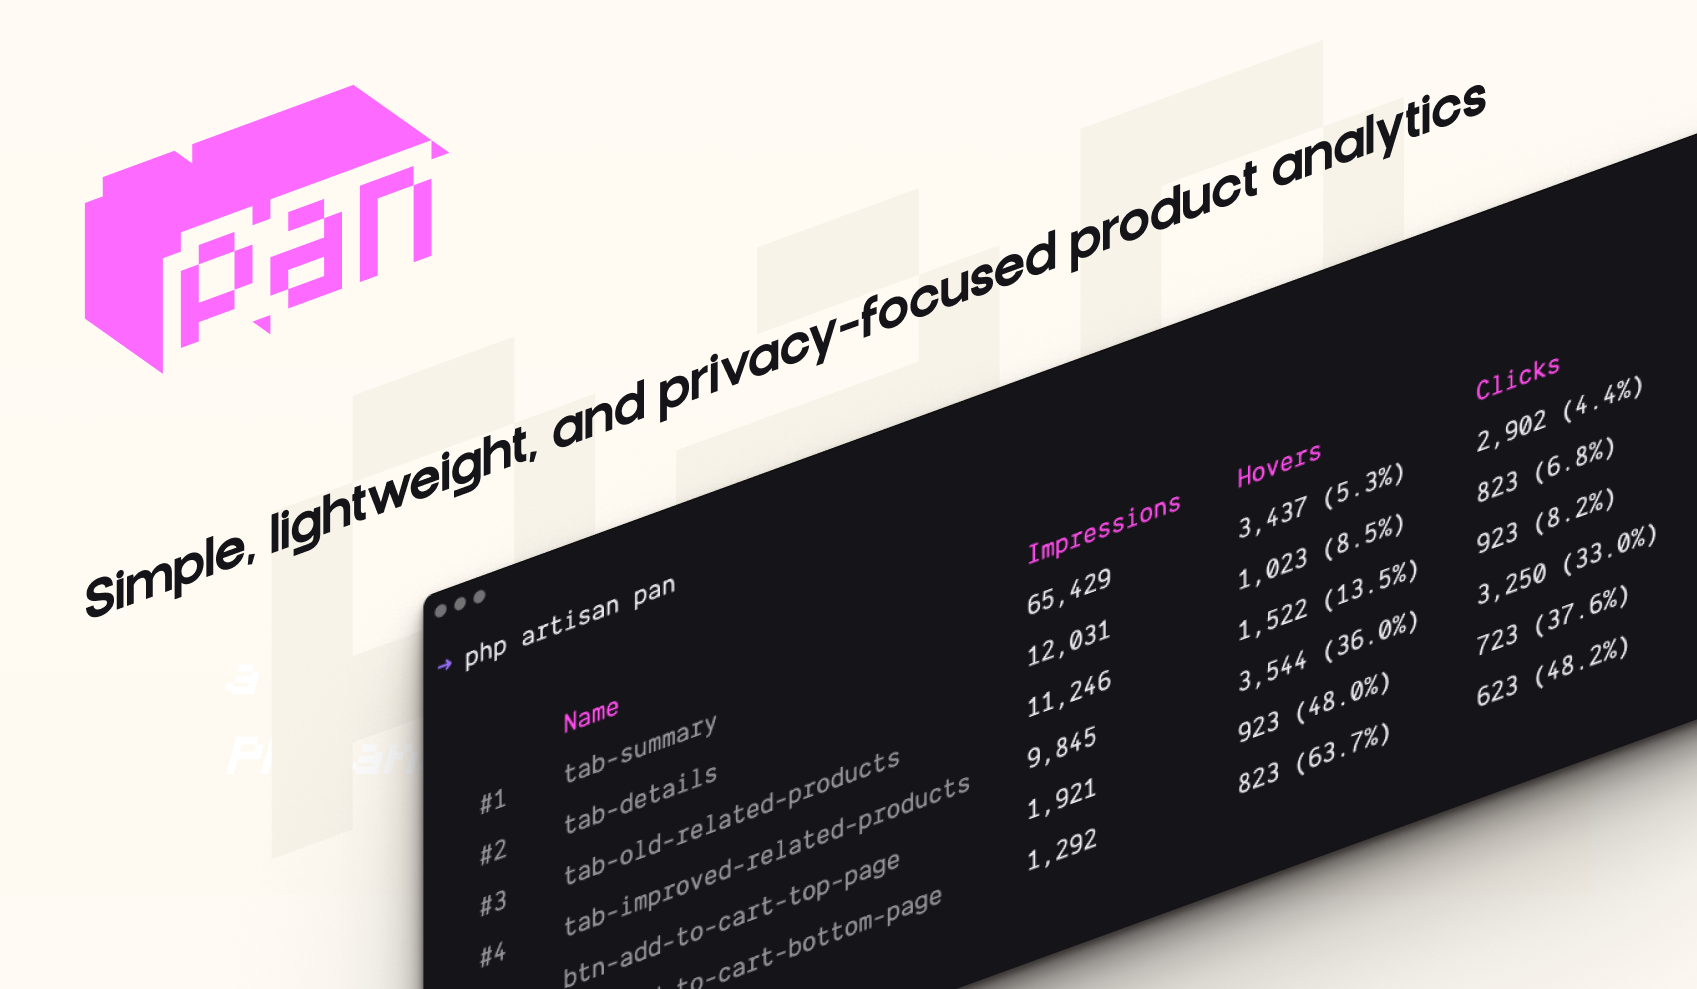 pan
Simple, lightweight, and privacy-focused product analytics
→ php artisan pan
Name Impressions Hovers Clicks
#1 tab-summary 65,429 3,437 (5.3%) 2,902 (4.4%)
#2 tab-details 12,031 1,023 (8.5%) 823 (6.8%)
#3 tab-old-related-products 11,246 1,522 (13.5%) 923 (8.2%)
#4 tab-improved-related-products 9,845 3,544 (36.0%) 3,250 (33.0%)
btn-add-to-cart-top-page 1,921 923 (48.0%) 723 (37.6%)
to-cart-bottom-page 1,292 823 (63.7%) 623 (48.2%)